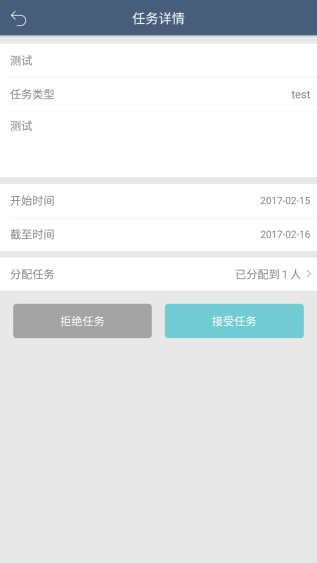 任务详情
测试
任务类型 test
测试
开始时间 2017-02-15
截至时间 2017-02-16
分配任务 已分配到 1 人
拒绝任务 接受任务